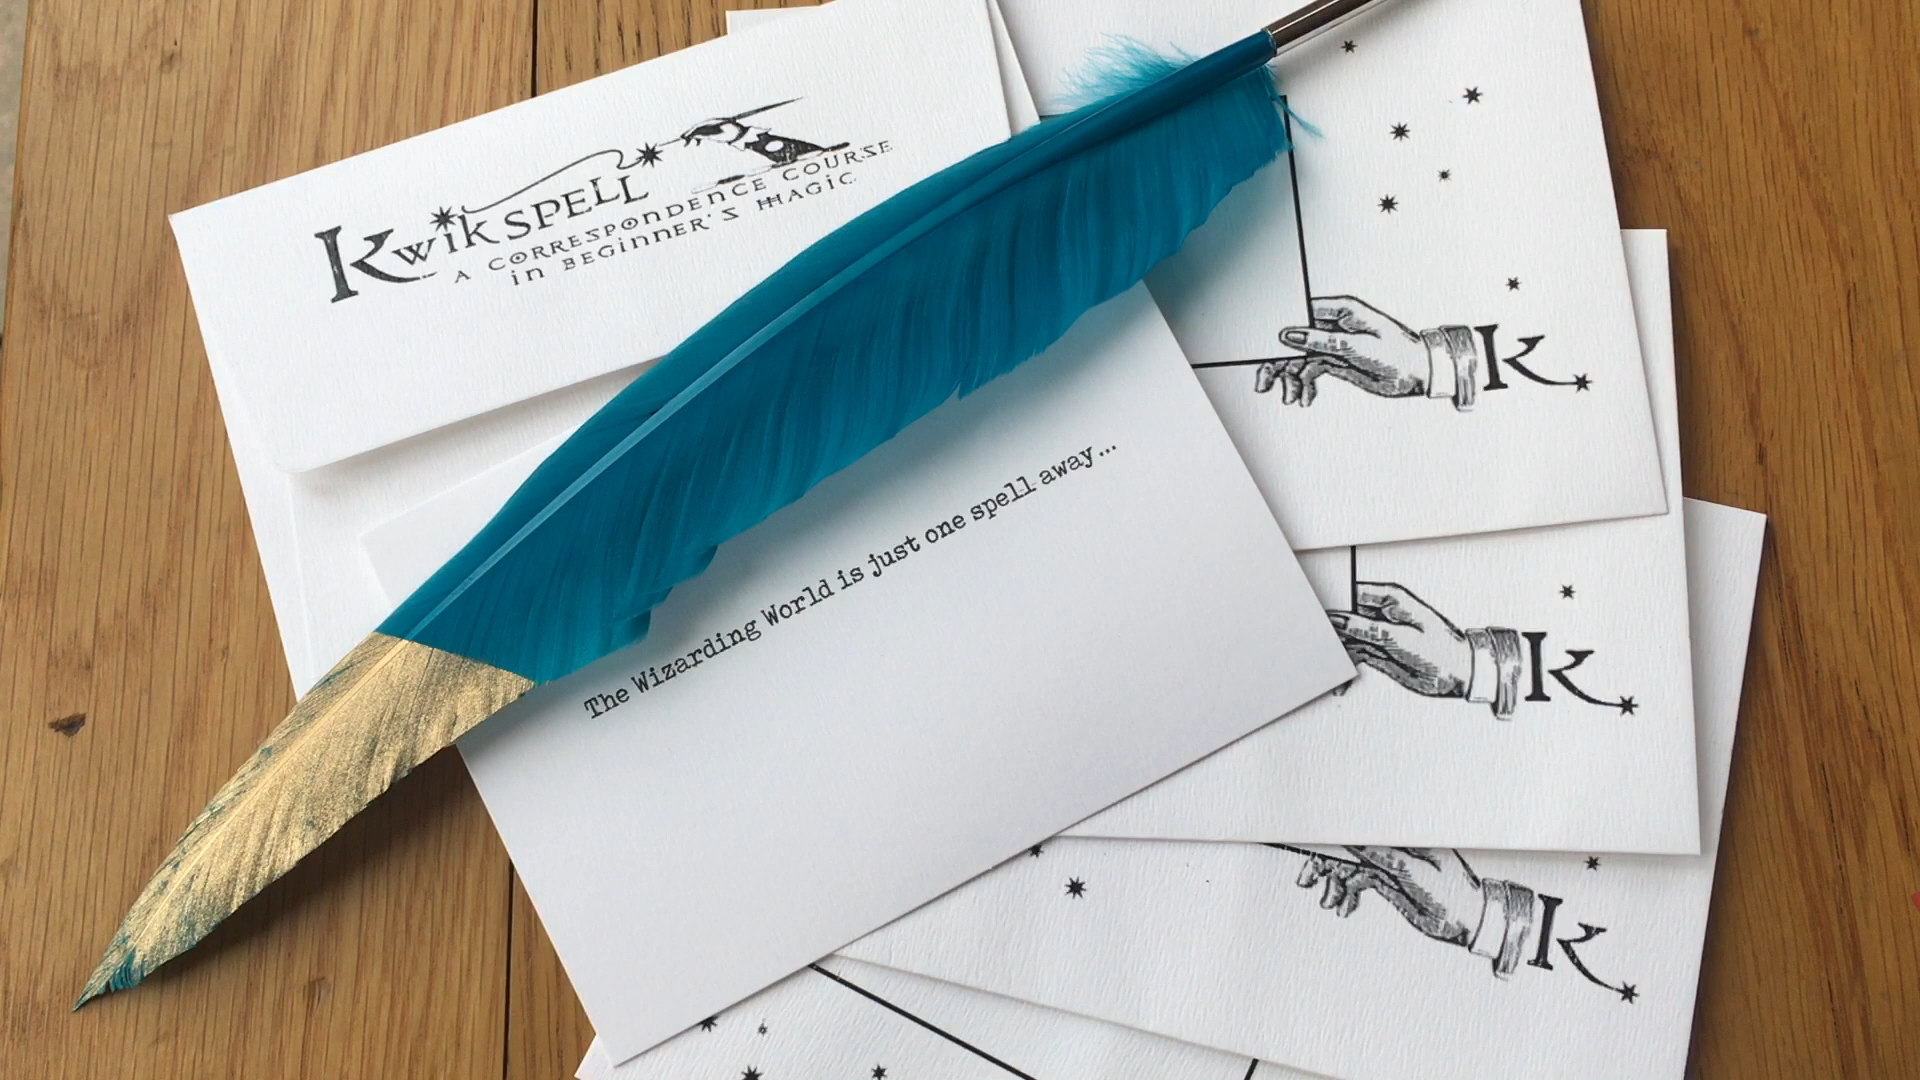 KwikSPELL
A CORRESPONDENCE COURSE
in BEGinnER'S MAGiC
The Wizarding World is just one spell away...
K
K
K